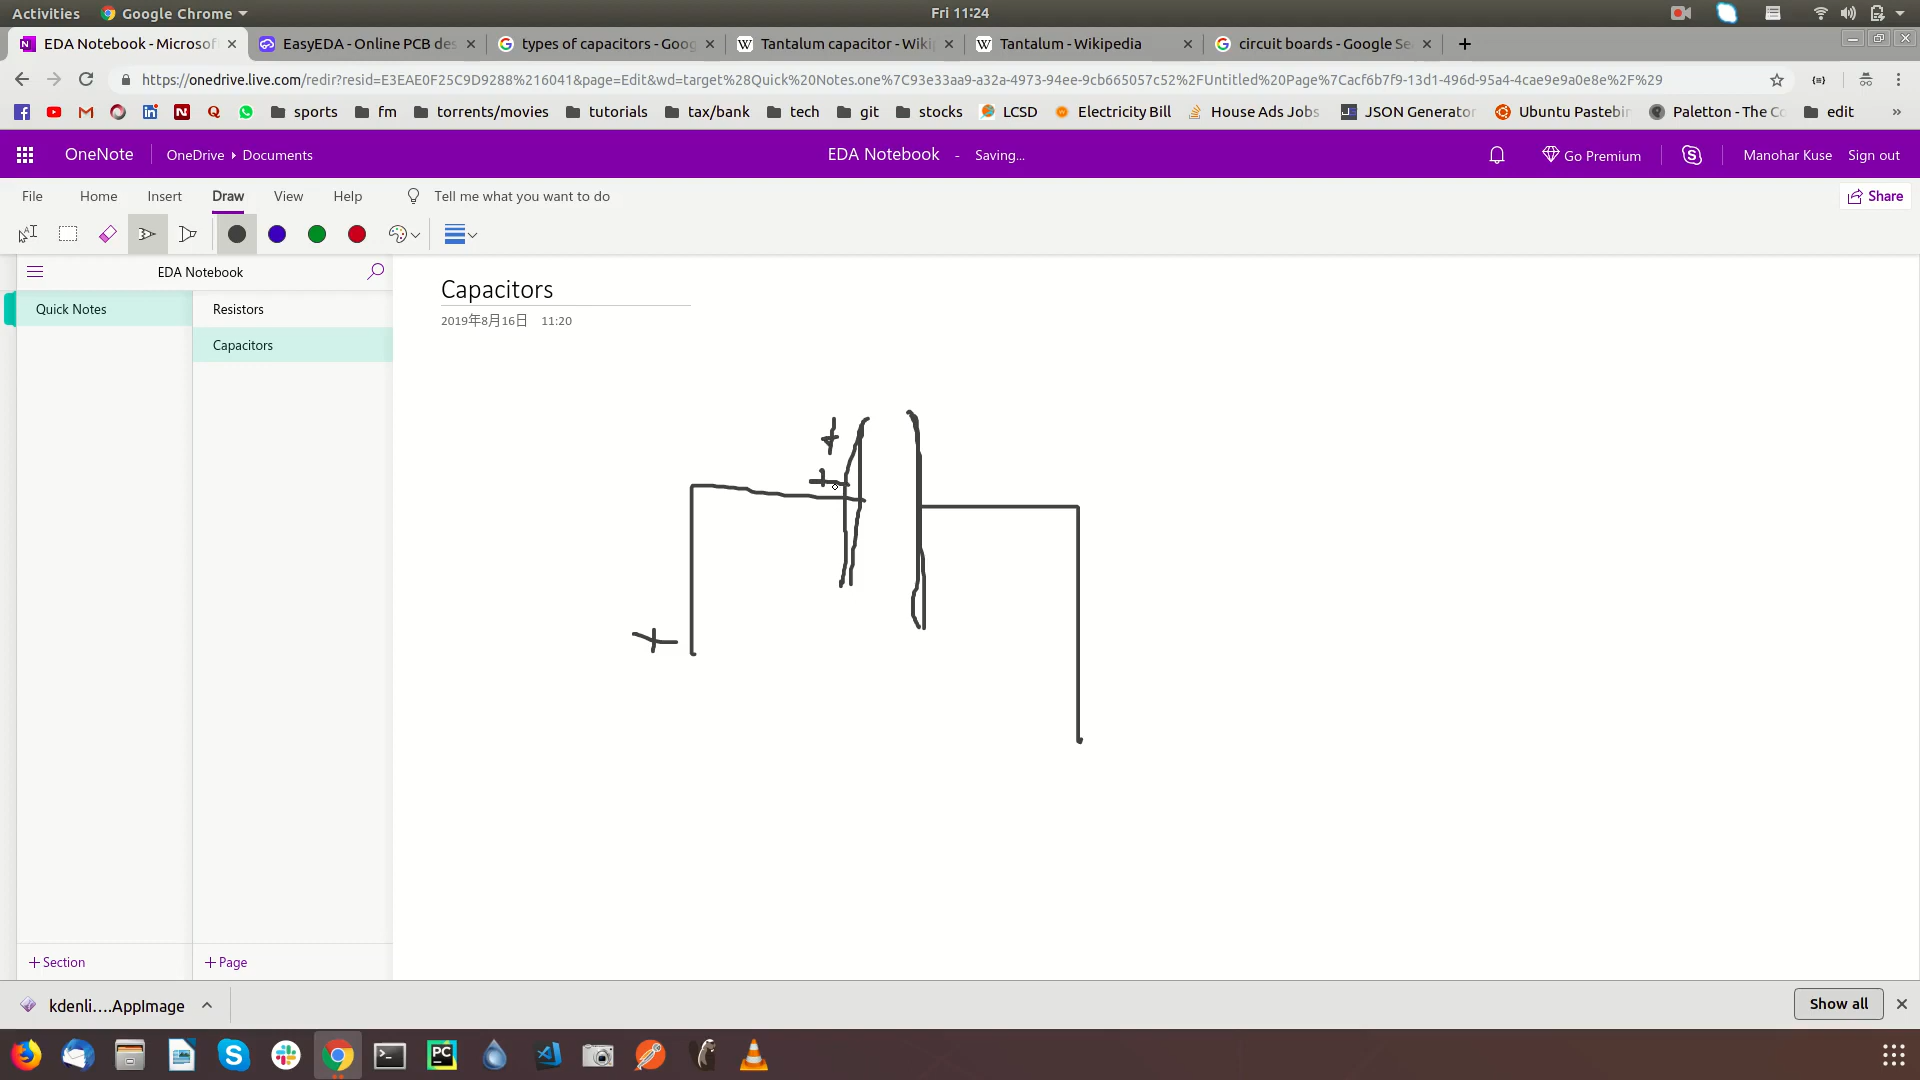 Activities Google Chrome Fri 11:24
EDA Notebook - Microsof EasyEDA - Online PCB des types of capacitors - Goog Tantalum capacitor - Wiki Tantalum - Wikipedia circuit boards - Google Se
https://onedrive.live.com/redir?resid=E3EAE0F25C9D9288%216041&page=Edit&wd=target%28Quick%20Notes.one%7C93e33aa9-a32a-4973-94ee-9cb665057c52%2FUntitled%20Page%7Cacf6b7f9-13d1-496d-95a4-4cae9e9a0e8e%2F%29
sports fm torrents/movies tutorials tax/bank tech git stocks LCSD Electricity Bill House Ads Jobs JSON Generator Ubuntu Pastebin Paletton - The Co edit »
OneNote OneDrive Documents EDA Notebook - Saving... Go Premium Manohar Kuse Sign out
File Home Insert Draw View Help Tell me what you want to do Share
EDA Notebook
Quick Notes
Resistors
Capacitors
Capacitors
2019年8月16日 11:20
+
+
+
+ Section
+ Page
kdenli....AppImage Show all